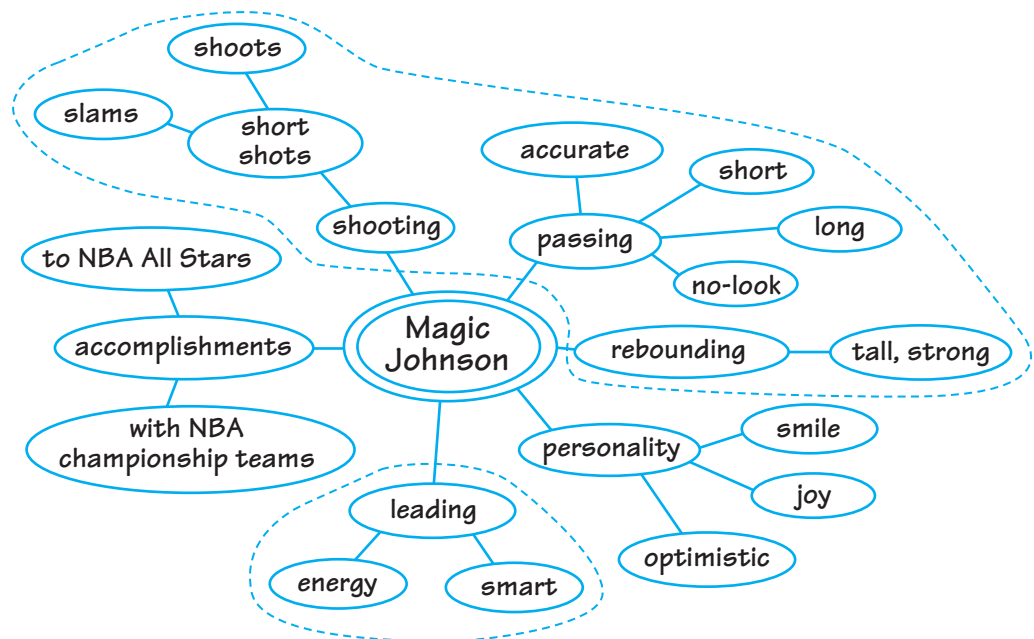 shoots
slams
short
shots
shooting
accurate
short
passing
long
no-look
to NBA All Stars
accomplishments
with NBA
championship teams
Magic
Johnson
rebounding
tall, strong
personality
smile
joy
optimistic
leading
energy
smart